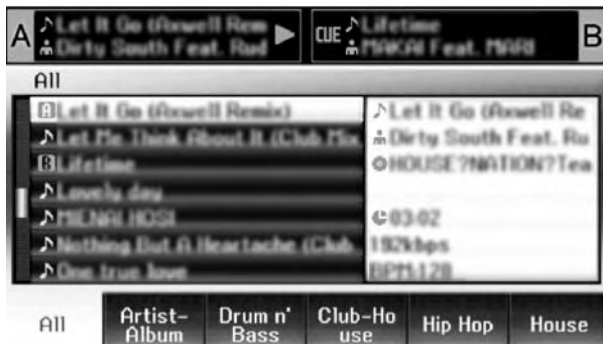 A
Let It Go (Axwell Rem
Dirty South Feat. Rud
CUE
Lifetime
MAKAI Feat. MARI
B
All
A Let It Go (Axwell Remix)
Let Me Think About It (Club Mix
B Lifetime
Lovely day
MIENAI HOSI
Nothing But A Heartache (Club
One true love
Let It Go (Axwell Re
Dirty South Feat. Ru
HOUSE?NATION?Tea
03:02
192kbps
BPM:128
All
Artist-
Album
Drum n'
Bass
Club-Ho
use
Hip Hop
House